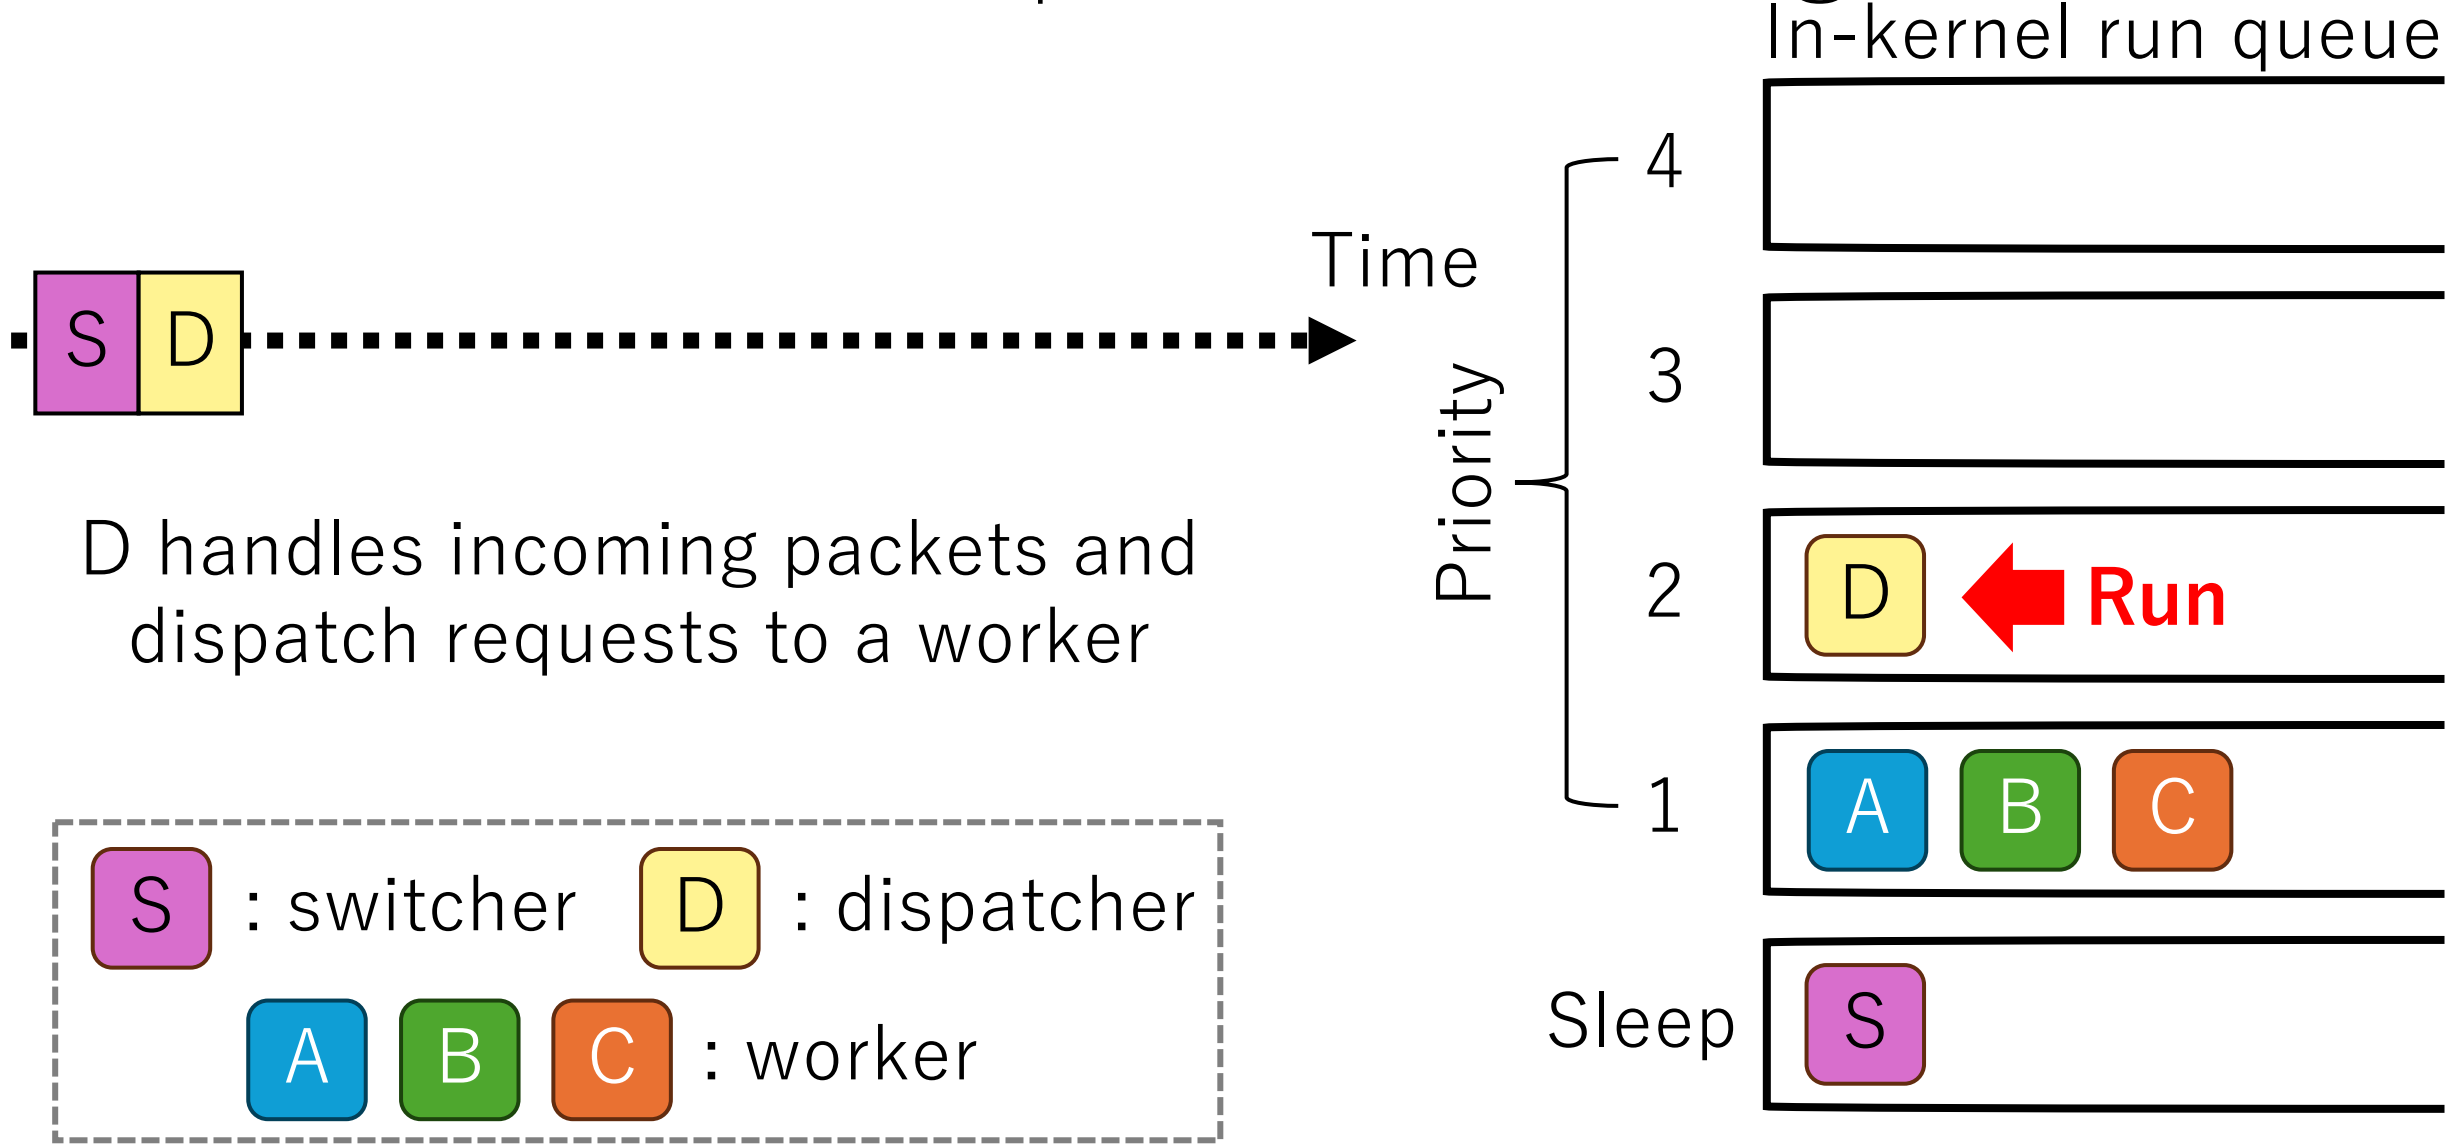 In-kernel run queue
4
Time
S D
3
Priority
D handles incoming packets and
dispatch requests to a worker
2
D Run
1
A B C
S : switcher D : dispatcher
A B C : worker
Sleep
S